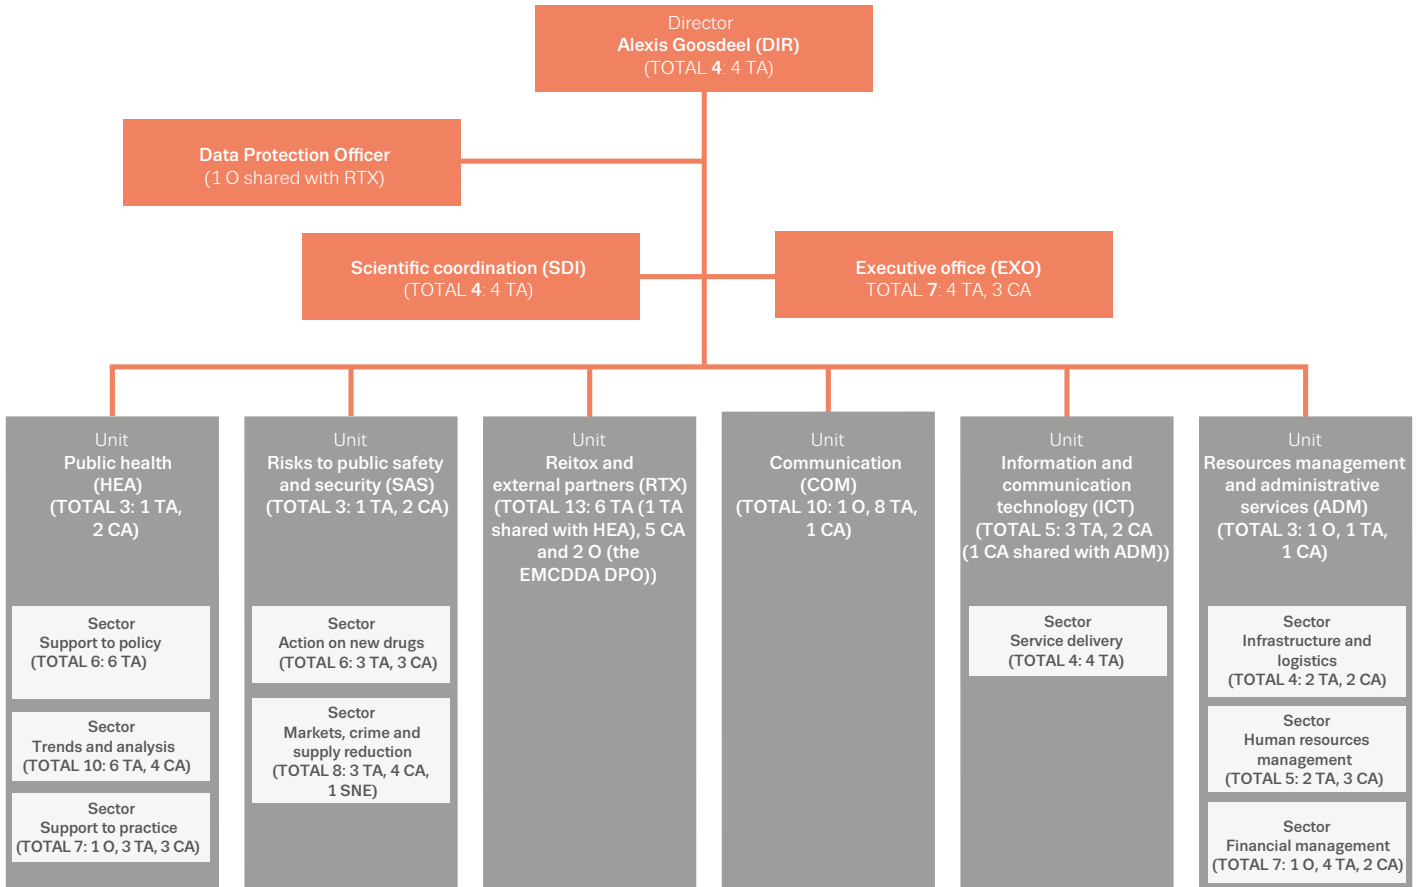 Director
Alexis Goosdeel (DIR)
(TOTAL 4: 4 TA)
Data Protection Officer
(1 O shared with RTX)
Scientific coordination (SDI)
(TOTAL 4: 4 TA)
Executive office (EXO)
TOTAL 7: 4 TA, 3 CA
Unit
Public health
(HEA)
(TOTAL 3: 1 TA,
2 CA)
Sector
Support to policy
(TOTAL 6: 6 TA)
Sector
Trends and analysis
(TOTAL 10: 6 TA, 4 CA)
Sector
Support to practice
(TOTAL 7: 1 O, 3 TA, 3 CA)
Unit
Risks to public safety
and security (SAS)
(TOTAL 3: 1 TA, 2 CA)
Sector
Action on new drugs
(TOTAL 6: 3 TA, 3 CA)
Sector
Markets, crime and
supply reduction
(TOTAL 8: 3 TA, 4 CA,
1 SNE)
Unit
Reitox and
external partners (RTX)
(TOTAL 13: 6 TA (1 TA
shared with HEA), 5 CA
and 2 O (the
EMCDDA DPO))
Unit
Communication
(COM)
(TOTAL 10: 1 O, 8 TA,
1 CA)
Unit
Information and
communication
technology (ICT)
(TOTAL 5: 3 TA, 2 CA
(1 CA shared with ADM))
Sector
Service delivery
(TOTAL 4: 4 TA)
Unit
Resources management
and administrative
services (ADM)
(TOTAL 3: 1 O, 1 TA,
1 CA)
Sector
Infrastructure and
logistics
(TOTAL 4: 2 TA, 2 CA)
Sector
Human resources
management
(TOTAL 5: 2 TA, 3 CA)
Sector
Financial management
(TOTAL 7: 1 O, 4 TA, 2 CA)